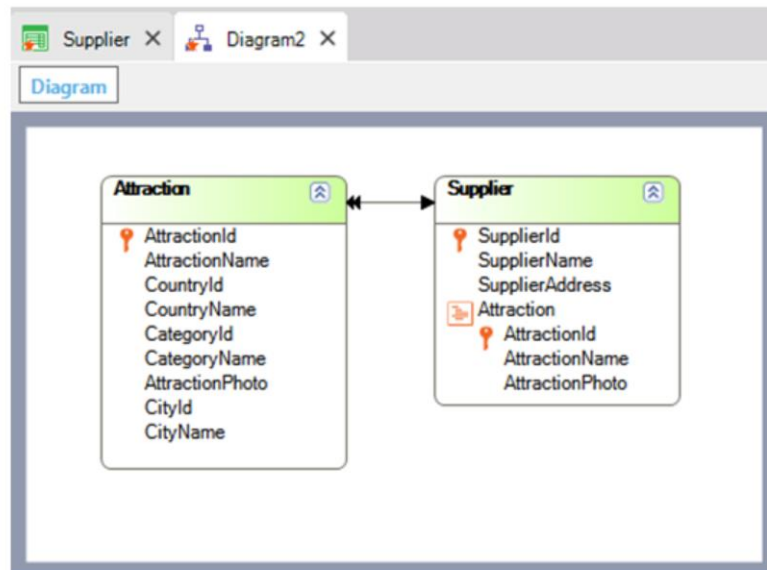 Supplier
Diagram2
Diagram
Attraction
AttractionId
AttractionName
CountryId
CountryName
CategoryId
CategoryName
AttractionPhoto
CityId
CityName
Supplier
SupplierId
SupplierName
SupplierAddress
Attraction
AttractionId
AttractionName
AttractionPhoto